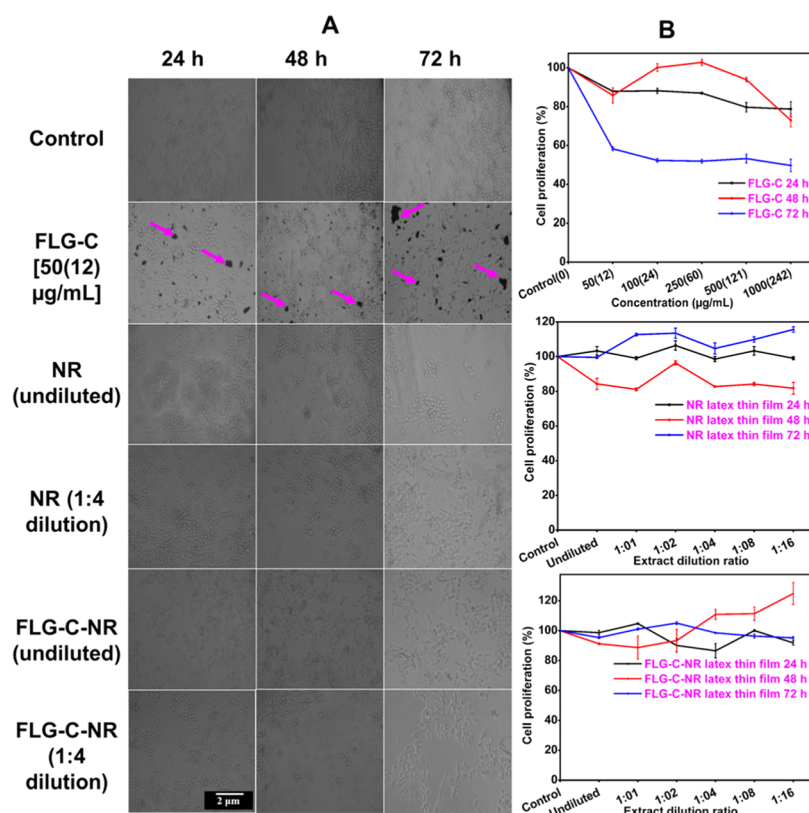 A
24 h
48 h
72 h
Control
FLG-C
[50(12)
µg/mL]
NR
(undiluted)
NR (1:4
dilution)
FLG-C-NR
(undiluted)
FLG-C-NR
(1:4
dilution)
2 µm
B
Cell proliferation (%)
100
80
60
40
20
0
FLG-C 24 h
FLG-C 48 h
FLG-C 72 h
Control(0)
50(12)
100(24)
250(60)
500(121)
1000(242)
Concentration (µg/mL)
Cell proliferation (%)
120
100
80
60
40
20
0
NR latex thin film 24 h
NR latex thin film 48 h
NR latex thin film 72 h
Control
Undiluted
1:01
1:02
1:04
1:08
1:16
Extract dilution ratio
Cell proliferation (%)
120
100
80
60
40
20
0
FLG-C-NR latex thin film 24 h
FLG-C-NR latex thin film 48 h
FLG-C-NR latex thin film 72 h
Control
Undiluted
1:01
1:02
1:04
1:08
1:16
Extract dilution ratio